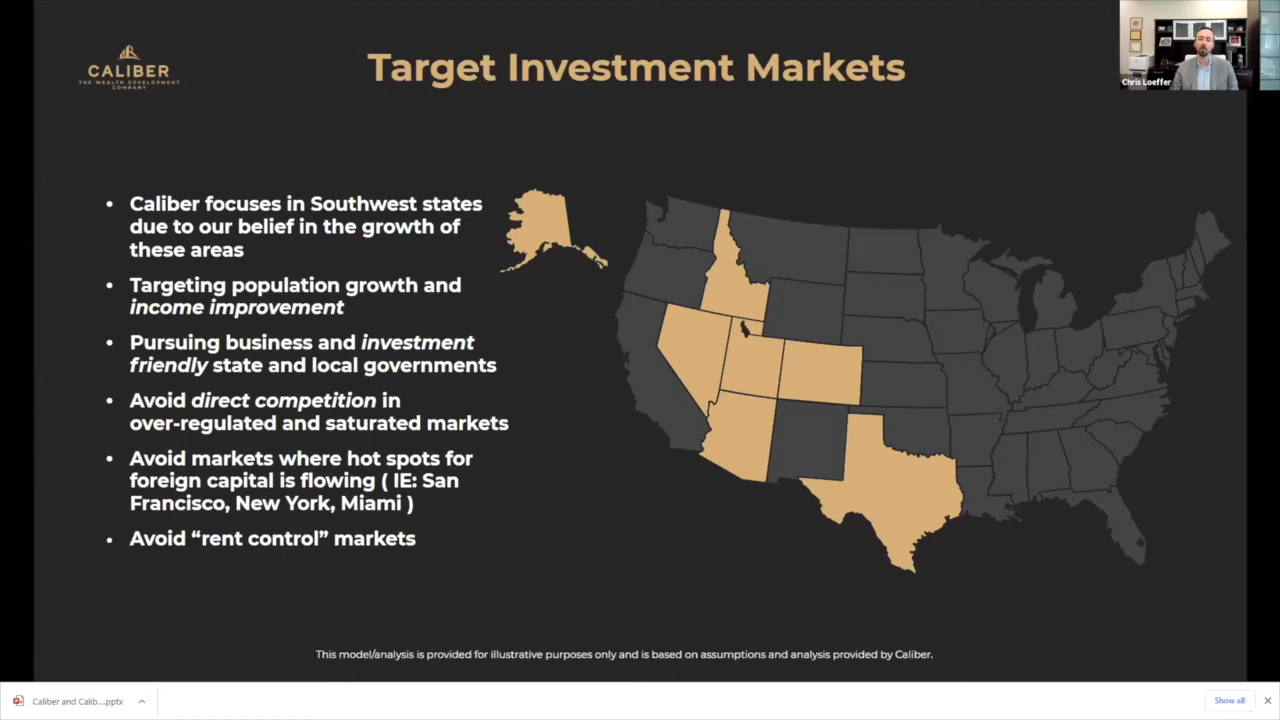 CALIBER
THE WEALTH DEVELOPMENT
COMPANY
Target Investment Markets
Chris Loeffer
• Caliber focuses in Southwest states
due to our belief in the growth of
these areas
• Targeting population growth and
income improvement
• Pursuing business and investment
friendly state and local governments
• Avoid direct competition in
over-regulated and saturated markets
• Avoid markets where hot spots for
foreign capital is flowing ( IE: San
Francisco, New York, Miami )
• Avoid “rent control” markets
This model/analysis is provided for illustrative purposes only and is based on assumptions and analysis provided by Caliber.
Caliber and Calib....pptx
Show all